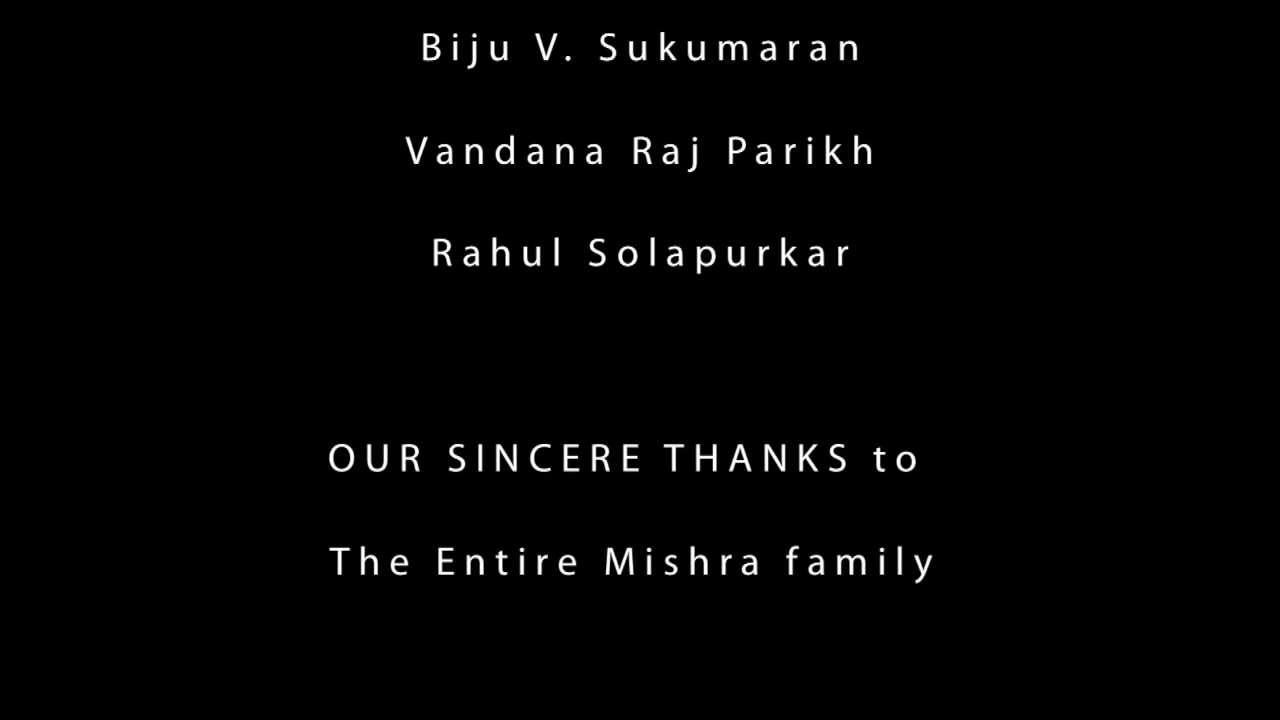 Biju V. Sukumaran
Vandana Raj Parikh
Rahul Solapurkar
OUR SINCERE THANKS to
The Entire Mishra family